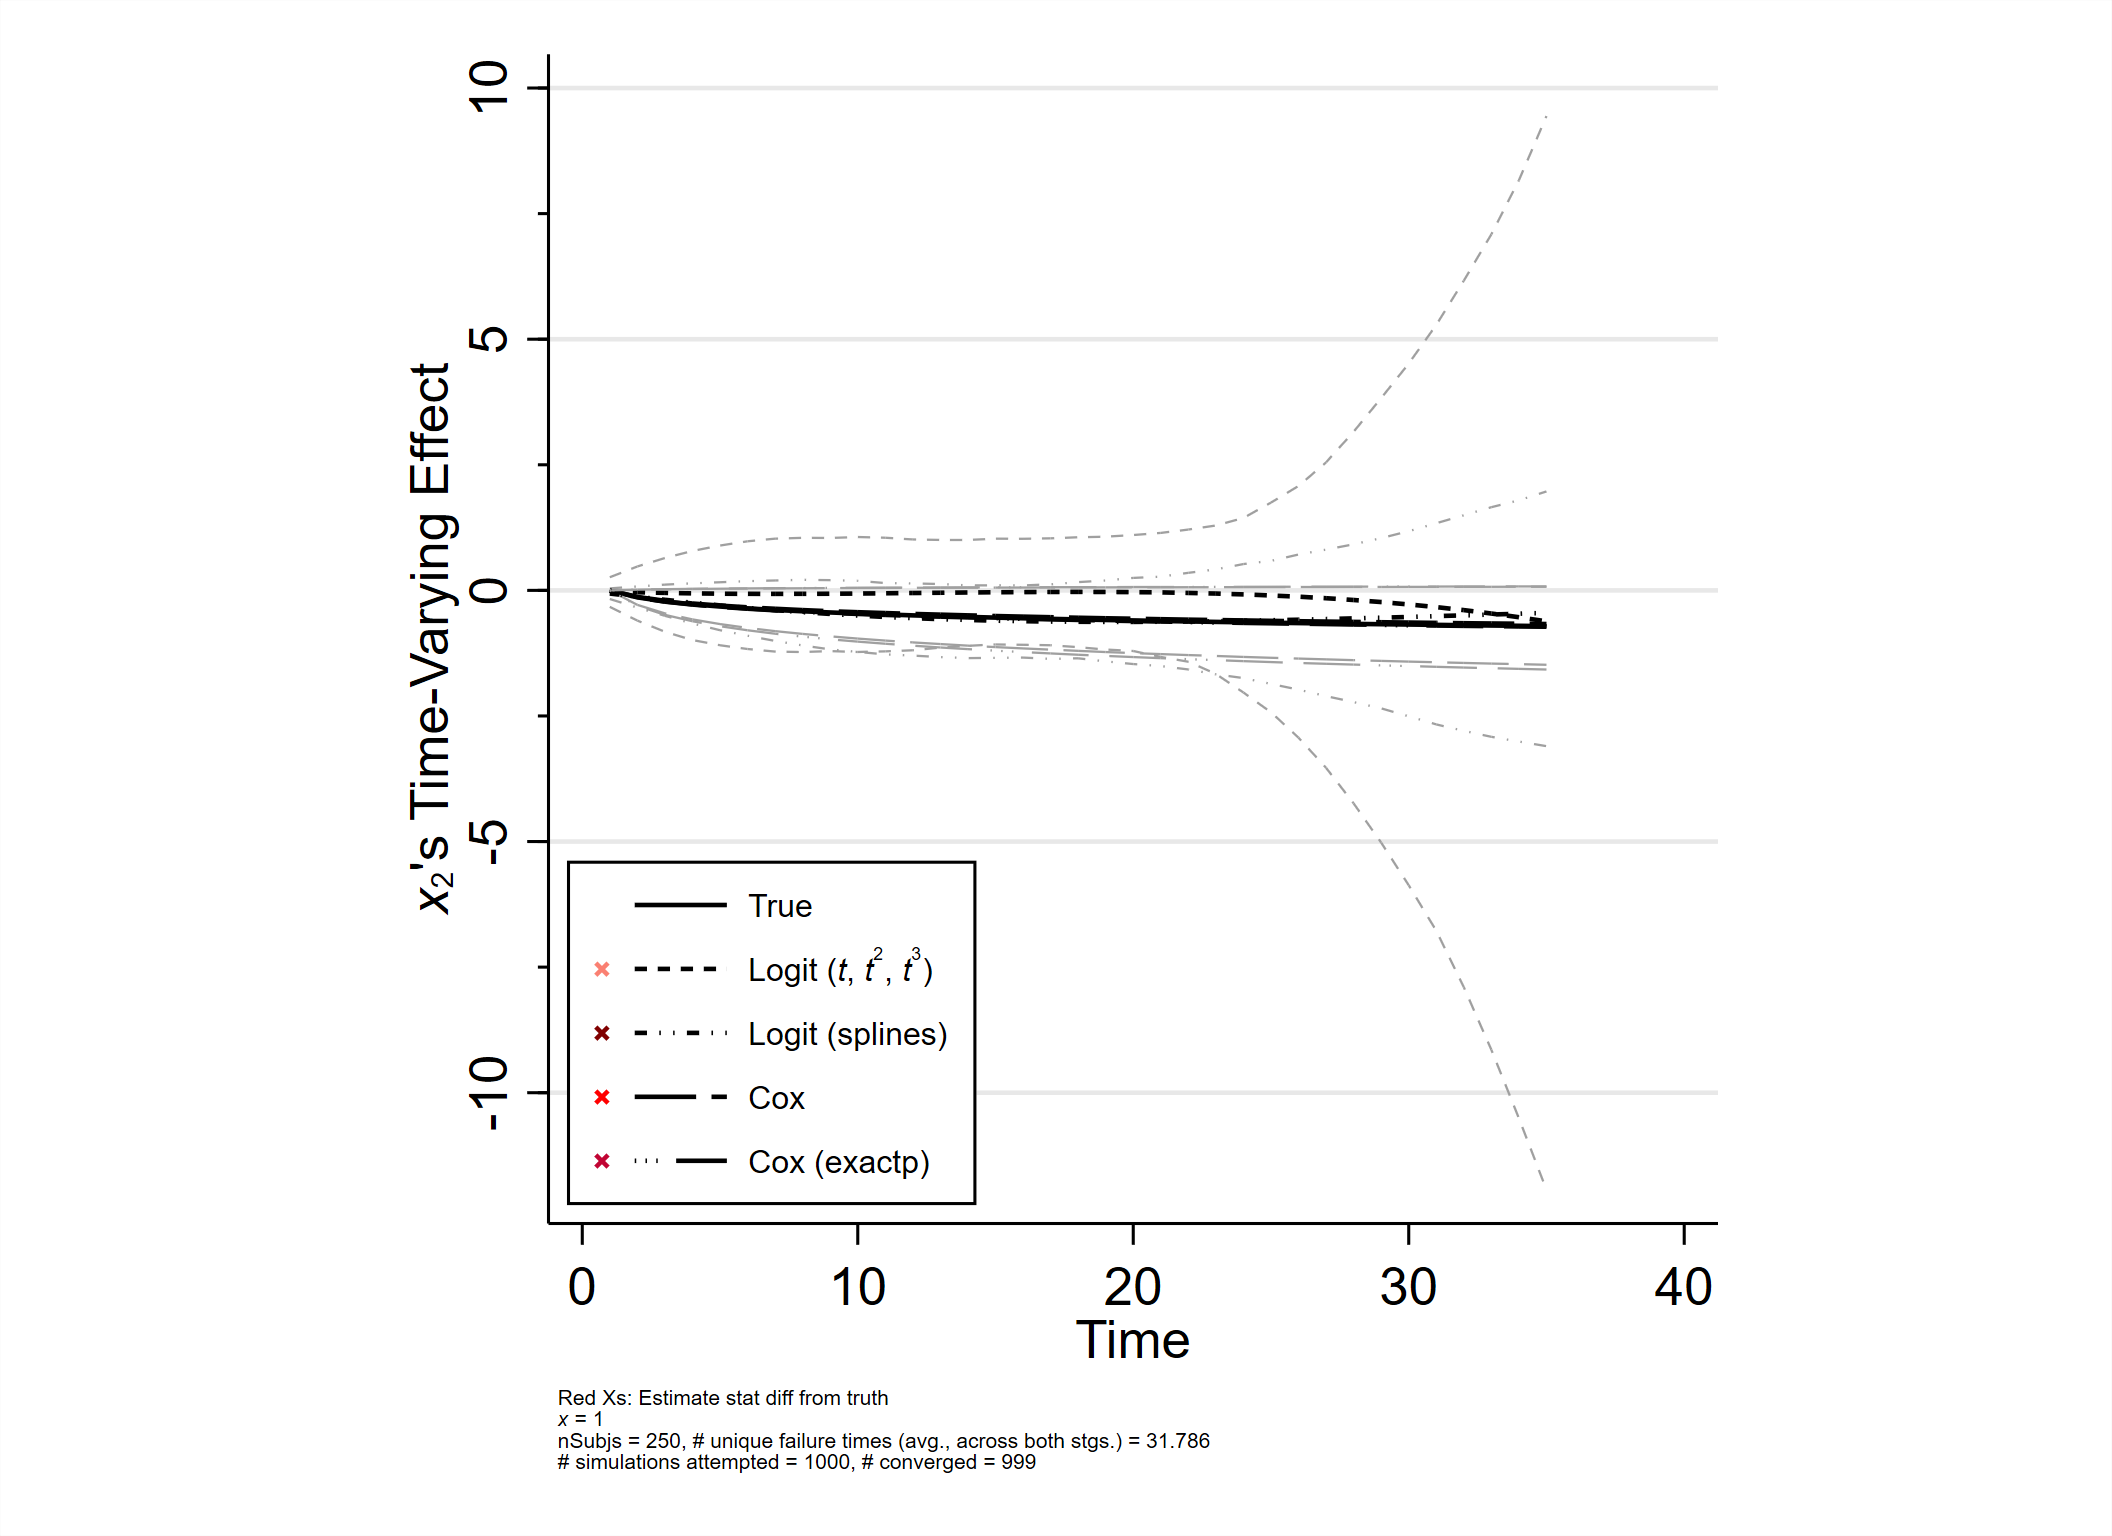 10
5
0
-5
-10
x₂'s Time-Varying Effect
True
Logit (t, t², t³)
Logit (splines)
Cox
Cox (exactp)
0 10 20 30 40
Time
Red Xs: Estimate stat diff from truth
x = 1
nSubjs = 250, # unique failure times (avg., across both stgs.) = 31.786
# simulations attempted = 1000, # converged = 999